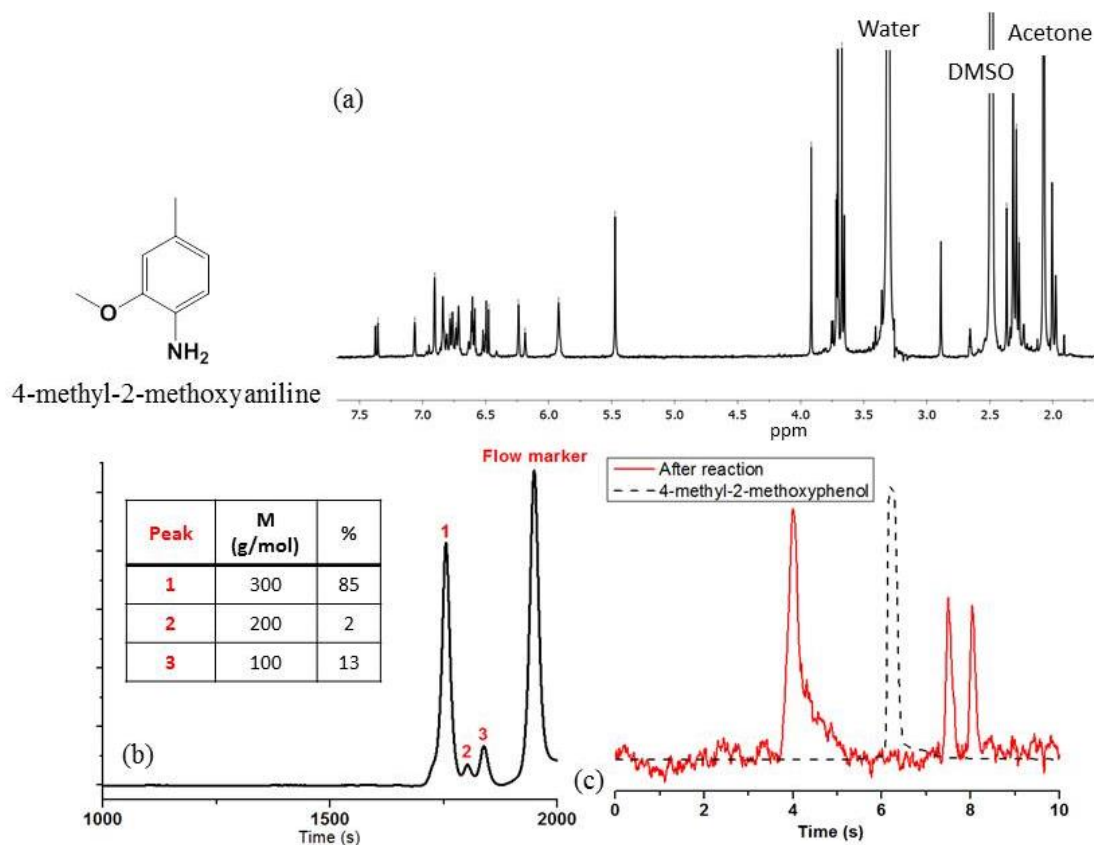 (a)
Water
DMSO
Acetone
O
NH2
4-methyl-2-methoxyaniline
7.5 7.0 6.5 6.0 5.5 5.0 4.5 4.0 3.5 3.0 2.5 2.0
ppm
Flow marker
Peak M (g/mol) %
1 300 85
2 200 2
3 100 13
1
2
3
(b)
1000 1500 2000
Time (s)
After reaction
4-methyl-2-methoxyphenol
(c)
0 2 4 6 8 10
Time (s)